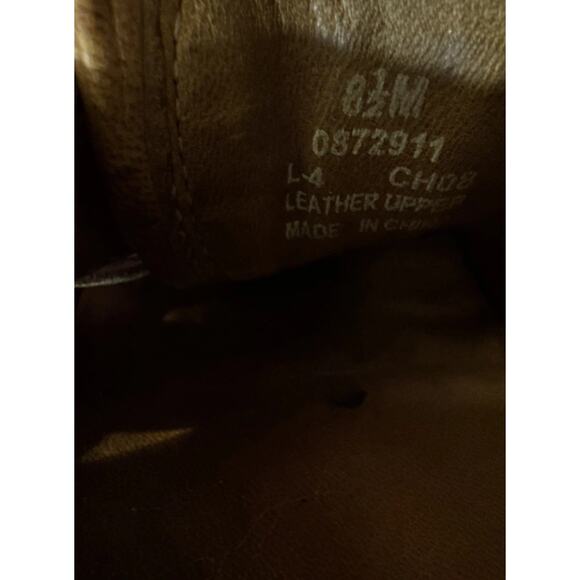 8½M
0872911
L-4 CH08
LEATHER UPPER
MADE IN CHINA